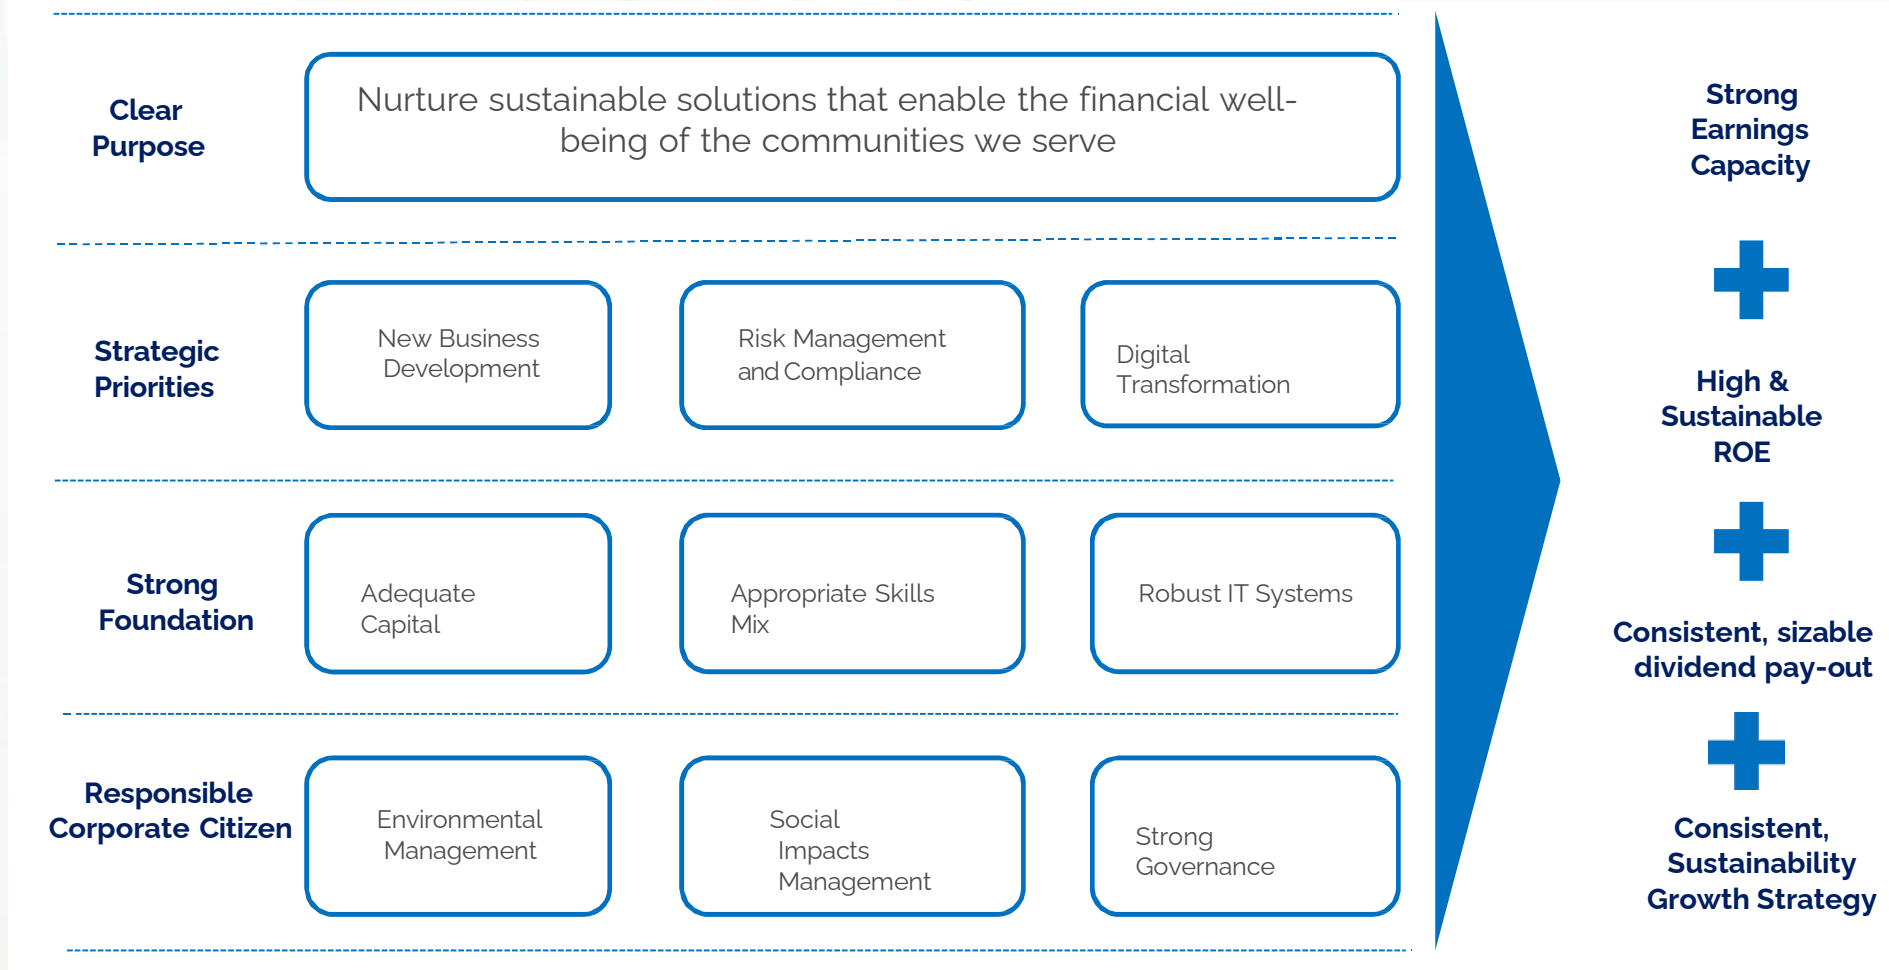 Clear
Purpose
Nurture sustainable solutions that enable the financial well-
being of the communities we serve
Strategic
Priorities
New Business
Development
Risk Management
and Compliance
Digital
Transformation
Strong
Foundation
Adequate
Capital
Appropriate Skills
Mix
Robust IT Systems
Responsible
Corporate Citizen
Environmental
Management
Social
Impacts
Management
Strong
Governance
Strong
Earnings
Capacity
High &
Sustainable
ROE
Consistent, sizable
dividend pay-out
Consistent,
Sustainability
Growth Strategy